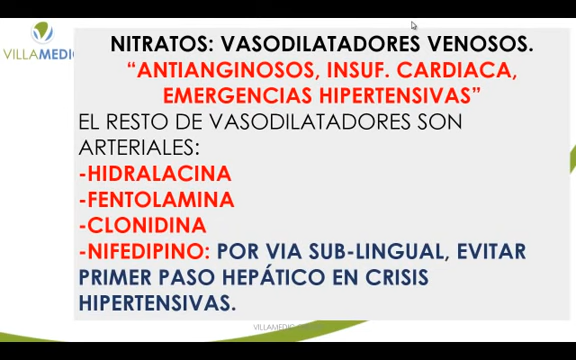 VILLAMEDIC
NITRATOS: VASODILATADORES VENOSOS.
“ANTIANGINOSOS, INSUF. CARDIACA,
EMERGENCIAS HIPERTENSIVAS”
EL RESTO DE VASODILATADORES SON
ARTERIALES:
-HIDRALACINA
-FENTOLAMINA
-CLONIDINA
-NIFEDIPINO: POR VIA SUB-LINGUAL, EVITAR
PRIMER PASO HEPÁTICO EN CRISIS
HIPERTENSIVAS.